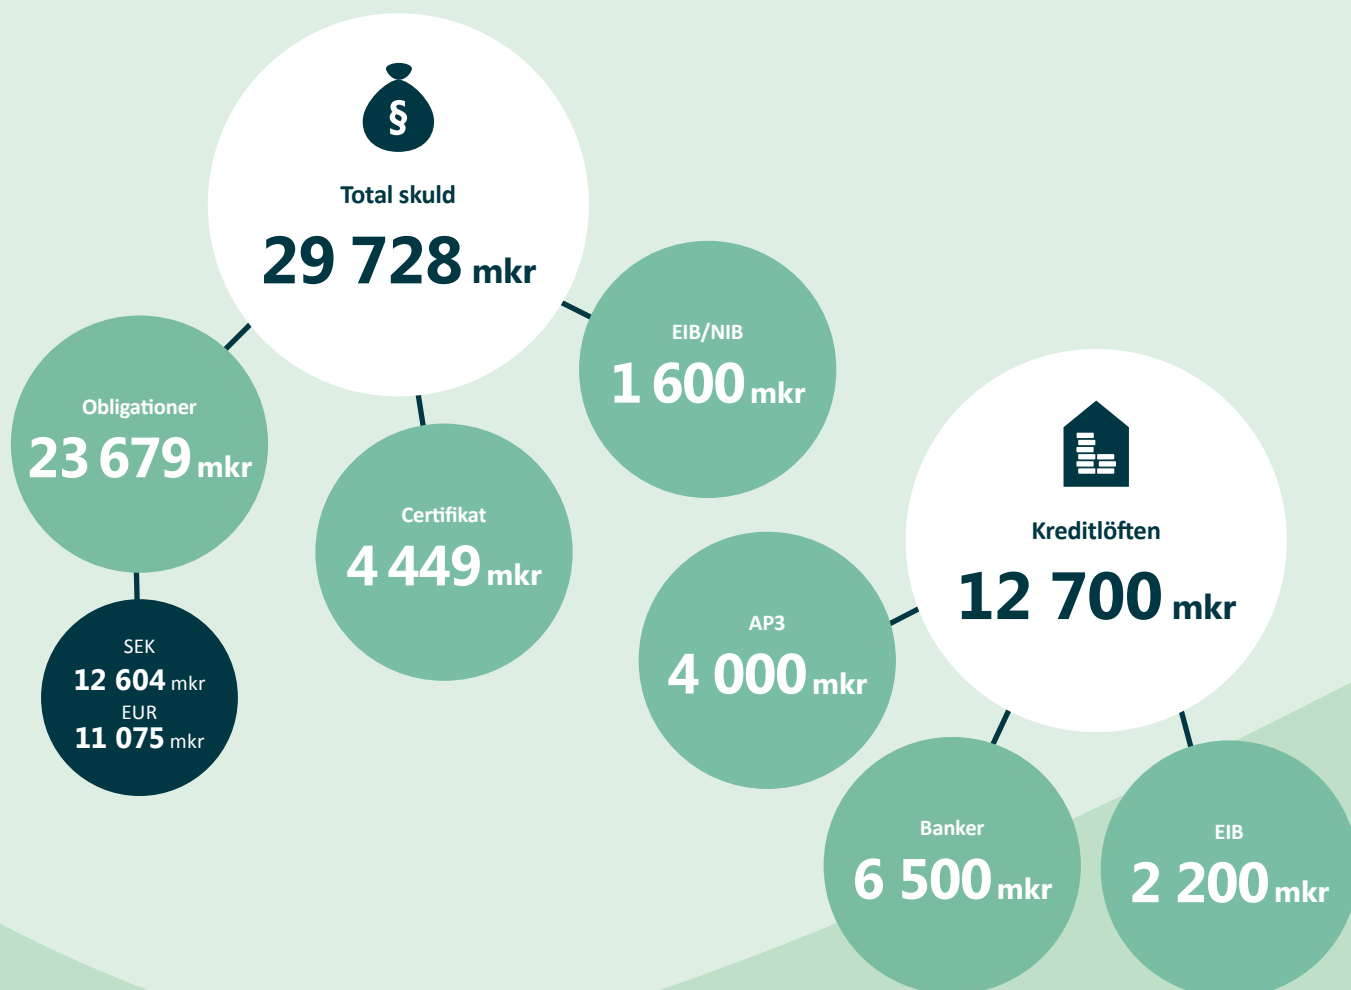 §
Total skuld
29 728 mkr
EIB/NIB
1 600 mkr
Obligationer
23 679 mkr
Certifikat
4 449 mkr
SEK
12 604 mkr
EUR
11 075 mkr
Kreditlöften
12 700 mkr
AP3
4 000 mkr
Banker
6 500 mkr
EIB
2 200 mkr